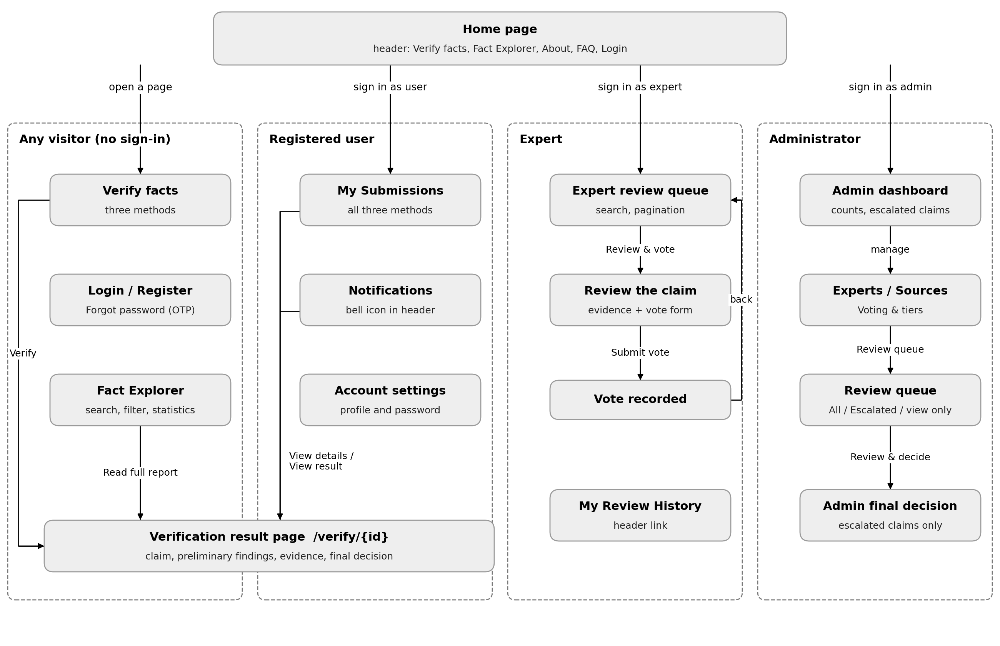 Home page
header: Verify facts, Fact Explorer, About, FAQ, Login
open a page
sign in as user
sign in as expert
sign in as admin
Any visitor (no sign-in)
Verify facts
three methods
Login / Register
Forgot password (OTP)
Verify
Fact Explorer
search, filter, statistics
Read full report
Registered user
My Submissions
all three methods
Notifications
bell icon in header
Account settings
profile and password
View details /
View result
Verification result page  /verify/{id}
claim, preliminary findings, evidence, final decision
Expert
Expert review queue
search, pagination
Review & vote
Review the claim
evidence + vote form
back
Submit vote
Vote recorded
My Review History
header link
Administrator
Admin dashboard
counts, escalated claims
manage
Experts / Sources
Voting & tiers
Review queue
Review queue
All / Escalated / view only
Review & decide
Admin final decision
escalated claims only